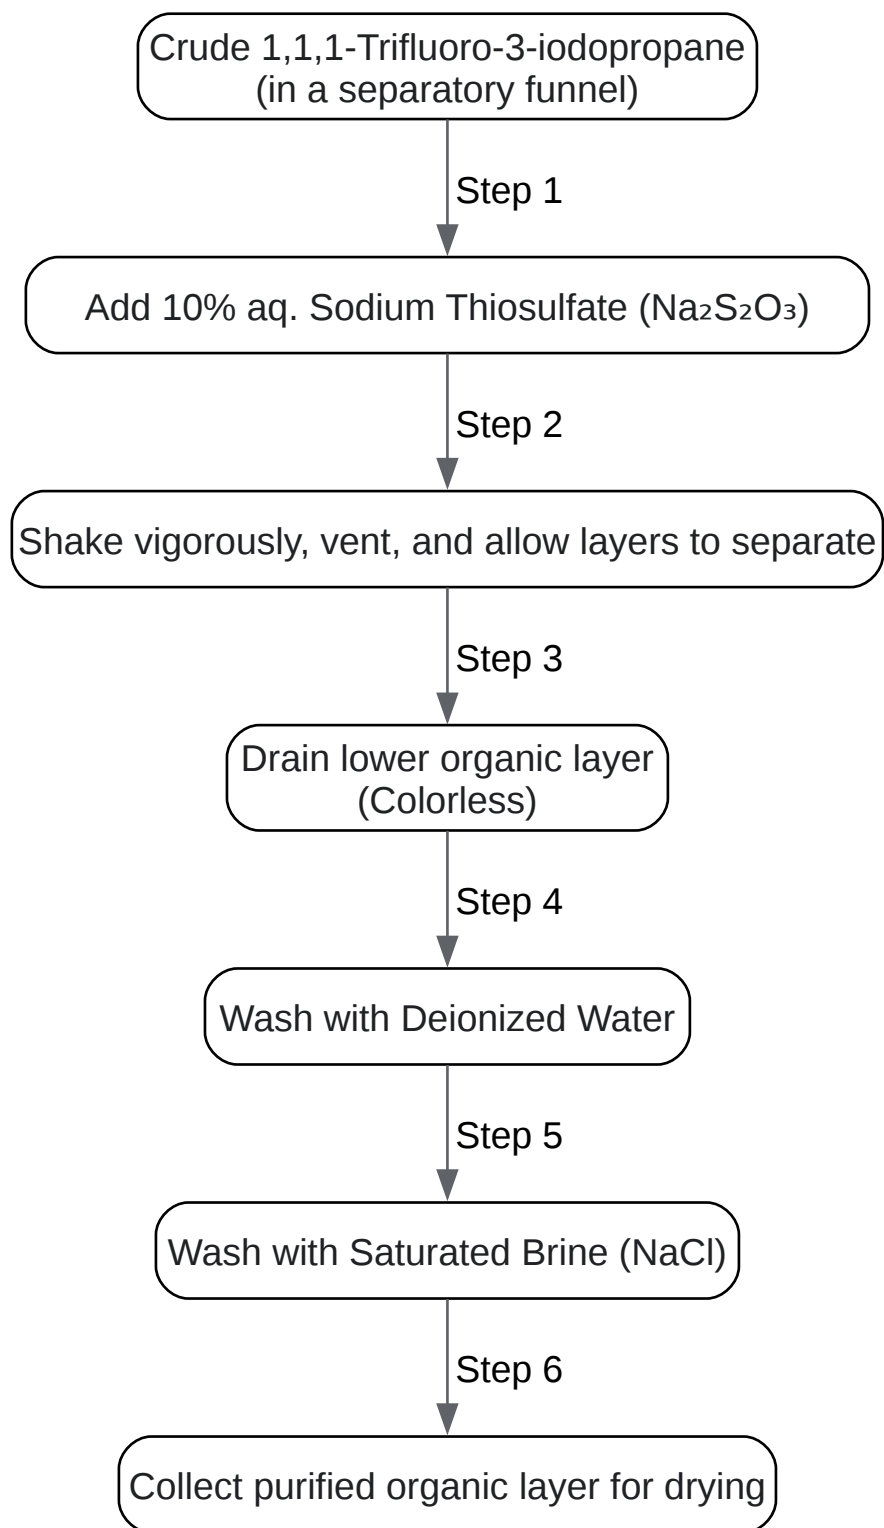 Crude 1,1,1-Trifluoro-3-iodopropane
(in a separatory funnel)
Step 1
Add 10% aq. Sodium Thiosulfate (Na₂S₂O₃)
Step 2
Shake vigorously, vent, and allow layers to separate
Step 3
Drain lower organic layer
(Colorless)
Step 4
Wash with Deionized Water
Step 5
Wash with Saturated Brine (NaCl)
Step 6
Collect purified organic layer for drying